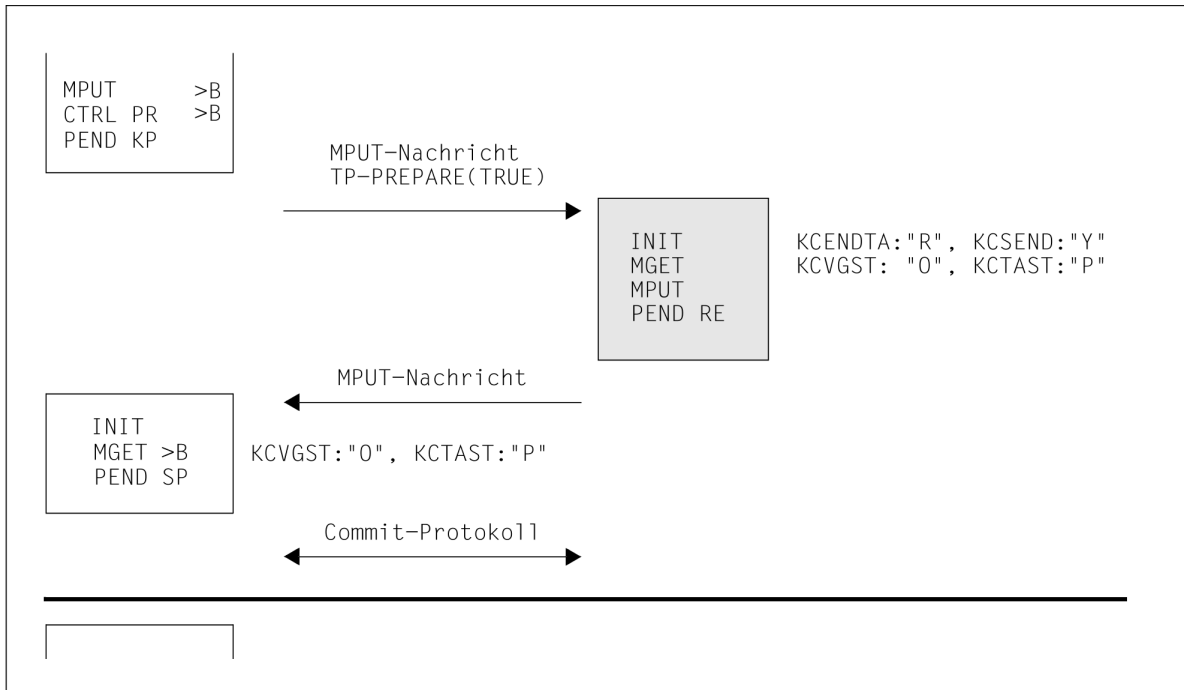 MPUT >B
CTRL PR >B
PEND KP
MPUT-Nachricht
TP-PREPARE(TRUE)
INIT
MGET
MPUT
PEND RE
KCENDTA:"R", KCSEND:"Y"
KCVGST: "O", KCTAST:"P"
MPUT-Nachricht
INIT
MGET >B
PEND SP
KCVGST:"O", KCTAST:"P"
Commit-Protokoll